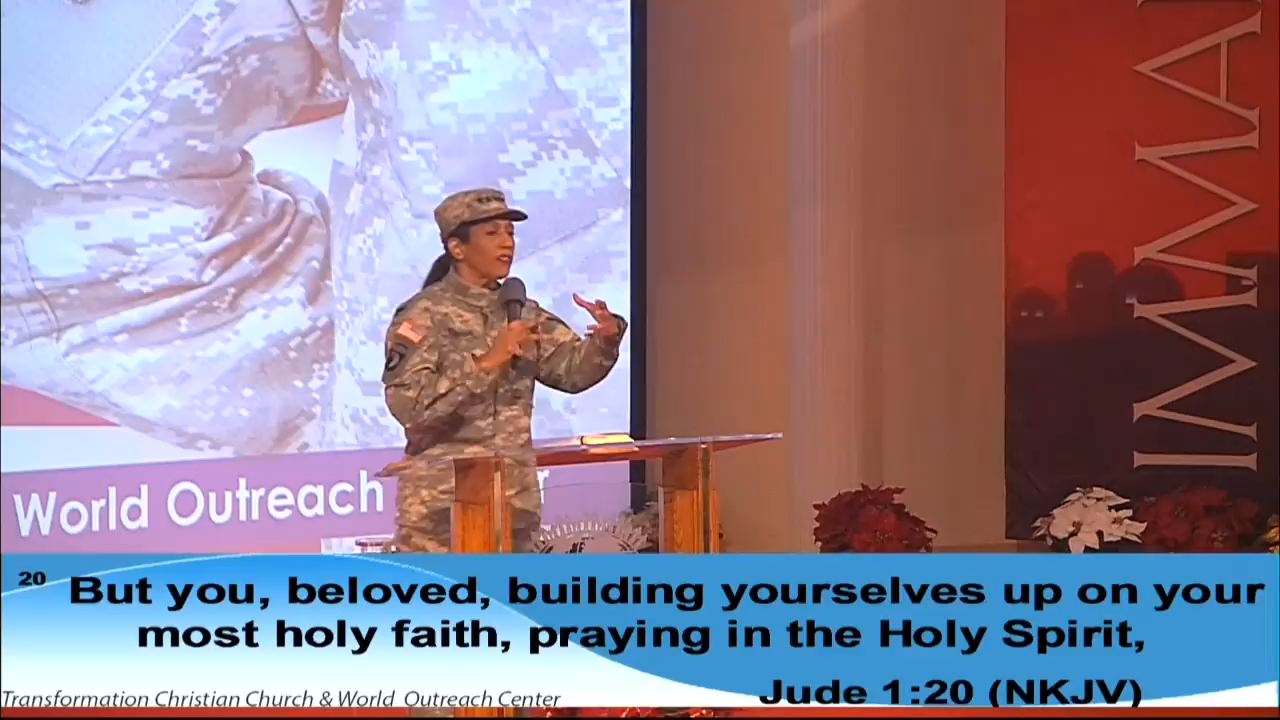 IMMA
World Outreach
20 But you, beloved, building yourselves up on your
most holy faith, praying in the Holy Spirit,
Jude 1:20 (NKJV)
Transformation Christian Church & World Outreach Center